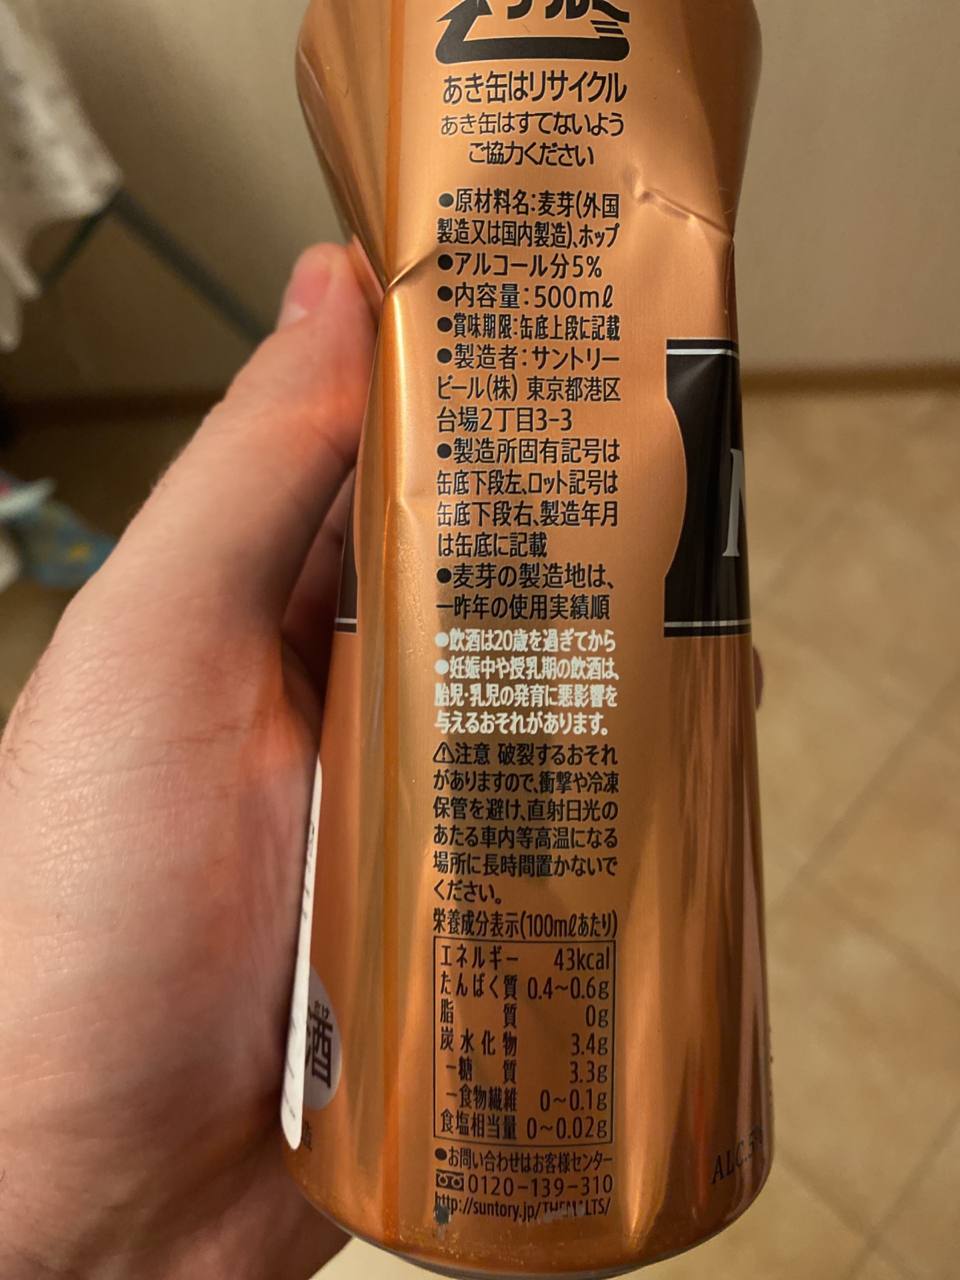 あき缶はリサイクル
あき缶はすてないよう
ご協力ください
●原材料名:麦芽(外国
製造又は国内製造)、ホップ
●アルコール分5%
●内容量:500mℓ
●賞味期限:缶底上段に記載
●製造者:サントリー
ビール(株) 東京都港区
台場2丁目3-3
●製造所固有記号は
缶底下段左、ロット記号は
缶底下段右、製造年月
は缶底に記載
●麦芽の製造地は、
一昨年の使用実績順
●飲酒は20歳を過ぎてから
●妊娠中や授乳期の飲酒は、
胎児・乳児の発育に悪影響を
与えるおそれがあります。
⚠注意 破裂するおそれ
がありますので、衝撃や冷凍
保管を避け、直射日光の
あたる車内等高温になる
場所に長時間置かないで
ください。
栄養成分表示(100mℓあたり)
エネルギー 43kcal
たんぱく質 0.4~0.6g
脂質 0g
炭水化物 3.4g
-糖質 3.3g
-食物繊維 0~0.1g
食塩相当量 0~0.02g
●お問い合わせはお客様センター
0120-139-310
http://suntory.jp/THEMALTS/
酒
ALC.5%